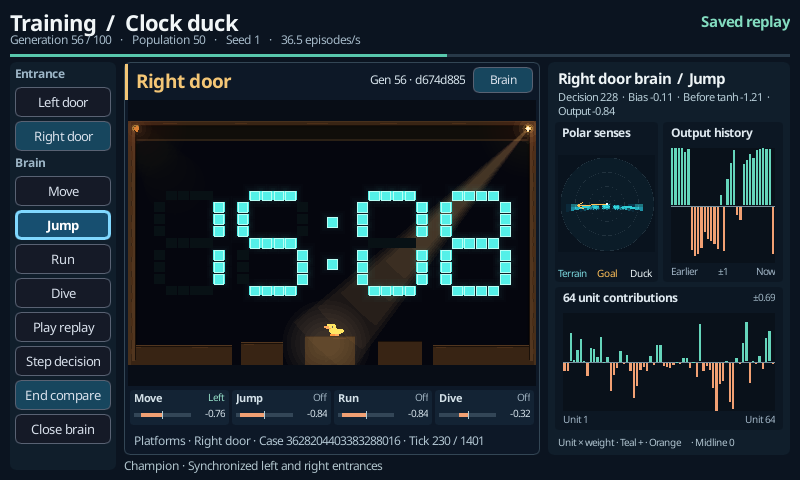 Training / Clock duck
Saved replay
Generation 56 / 100 · Population 50 · Seed 1 · 36.5 episodes/s
Entrance
Left door
Right door
Brain
Move
Jump
Run
Dive
Play replay
Step decision
End compare
Close brain
Right door
Gen 56 · d674d885
Brain
15:08
Move Left
-0.76
Jump Off
-0.84
Run Off
-0.84
Dive Off
-0.32
Platforms · Right door · Case 3628204403383288016 · Tick 230 / 1401
Champion · Synchronized left and right entrances
Right door brain / Jump
Decision 228 · Bias -0.11 · Before tanh -1.21 ·
Output -0.84
Polar senses
Terrain Goal Duck
Output history
Earlier ±1 Now
64 unit contributions ±0.69
Unit 1 Unit 64
Unit × weight · Teal + · Orange · Midline 0